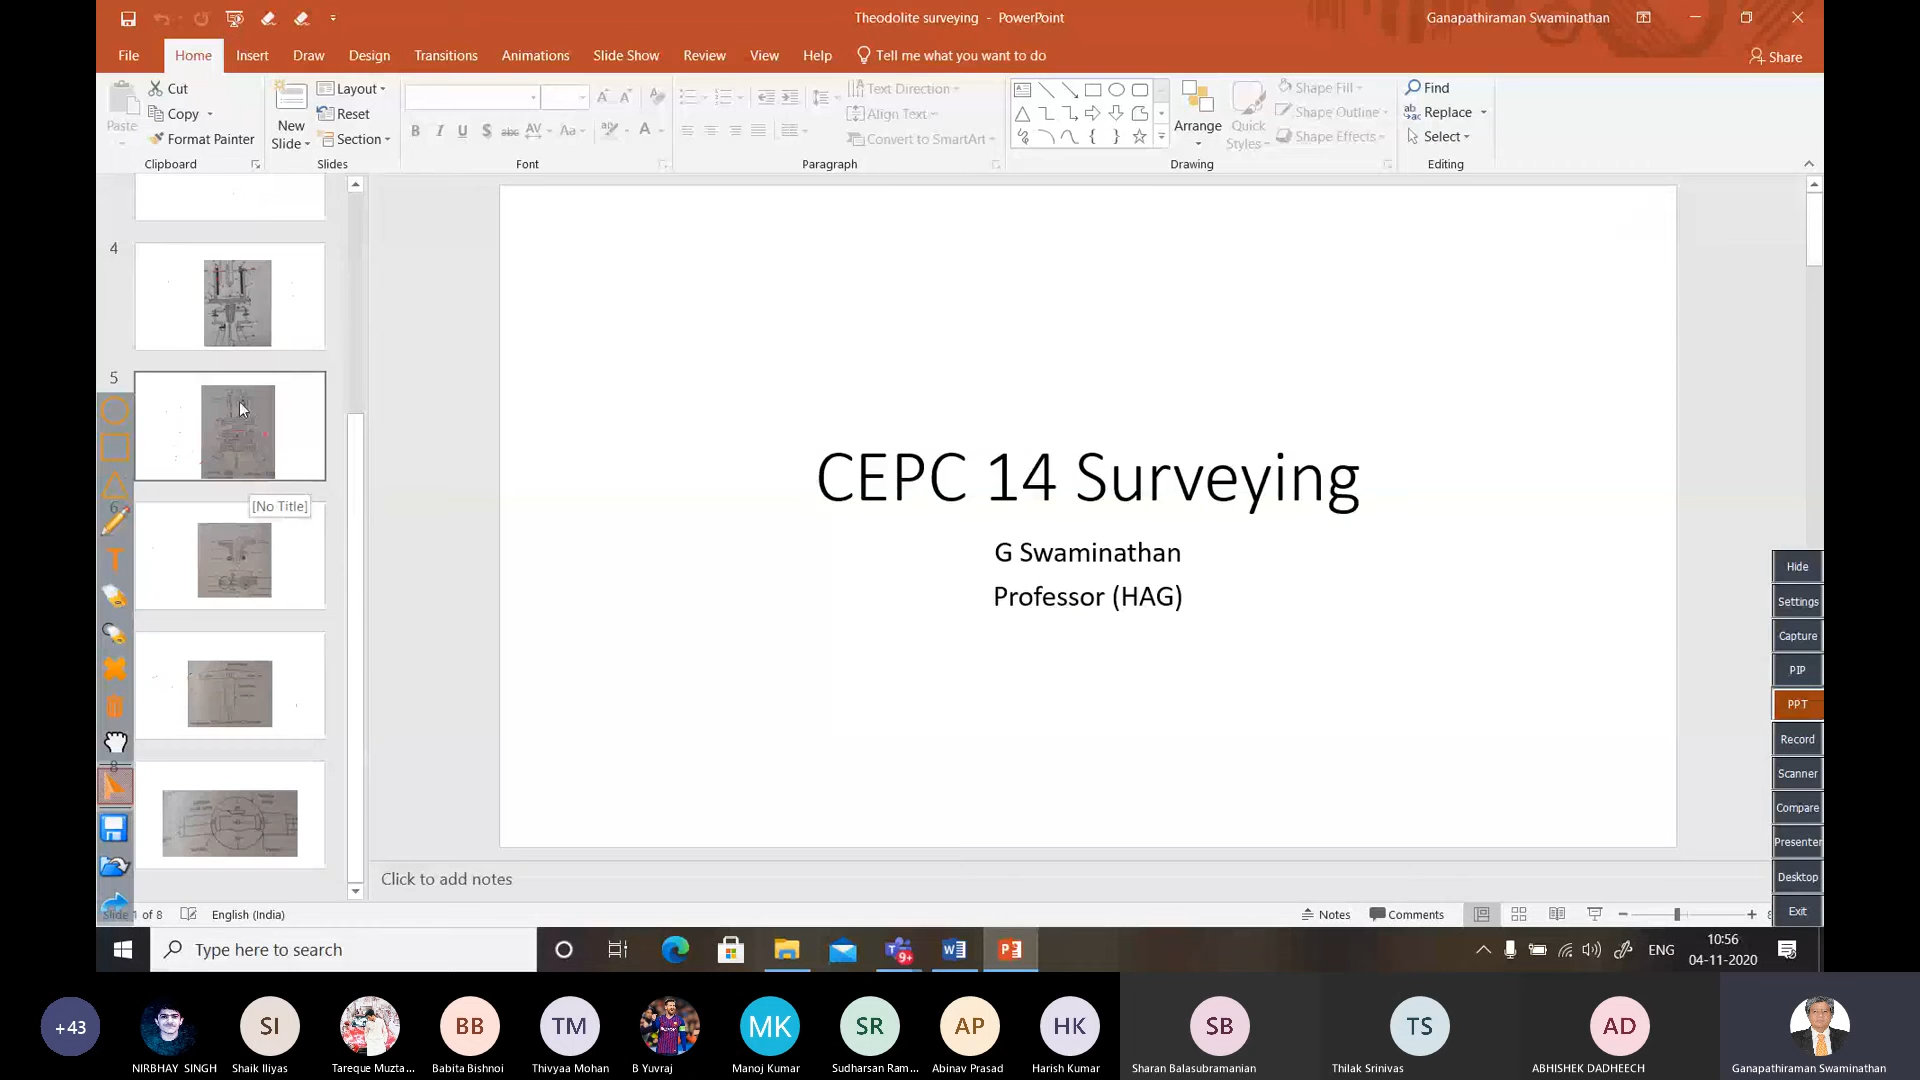 Theodolite surveying - PowerPoint
Ganapathiraman Swaminathan
File Home Insert Draw Design Transitions Animations Slide Show Review View Help Tell me what you want to do
Share
Paste
Cut
Copy
Format Painter
Clipboard
New Slide
Layout
Reset
Section
Slides
Font
Text Direction
Align Text
Convert to SmartArt
Paragraph
Arrange
Quick Styles
Shape Fill
Shape Outline
Shape Effects
Drawing
Find
Replace
Select
Editing
4
5
[No Title]
6
8
CEPC 14 Surveying
G Swaminathan
Professor (HAG)
Hide
Settings
Capture
PIP
PPT
Record
Scanner
Compare
Presenter
Desktop
Exit
Click to add notes
Slide 1 of 8
English (India)
Notes
Comments
Type here to search
9+
ENG
10:56
04-11-2020
+43
SI
BB
TM
MK
SR
AP
HK
SB
TS
AD
NIRBHAY SINGH
Shaik Iliyas
Tareque Muzta...
Babita Bishnoi
Thivyaa Mohan
B Yuvraj
Manoj Kumar
Sudharsan Ram...
Abinav Prasad
Harish Kumar
Sharan Balasubramanian
Thilak Srinivas
ABHISHEK DADHEECH
Ganapathiraman Swaminathan